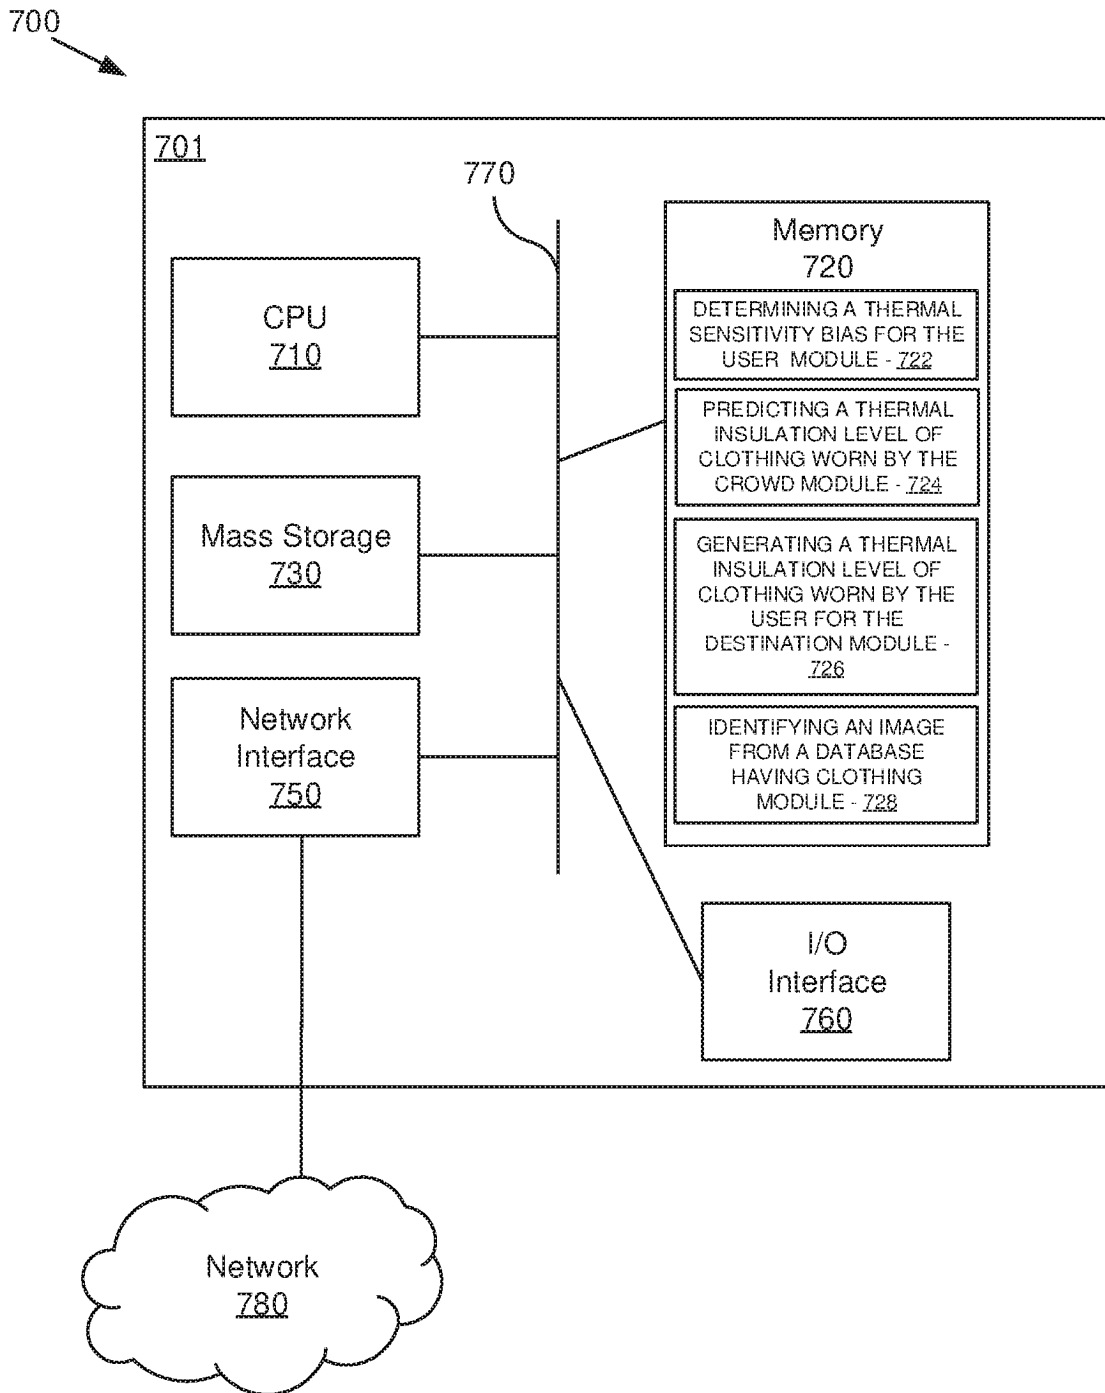 700
701
770
CPU
710
Mass Storage
730
Network
Interface
750
Memory
720
DETERMINING A THERMAL
SENSITIVITY BIAS FOR THE
USER MODULE - 722
PREDICTING A THERMAL
INSULATION LEVEL OF
CLOTHING WORN BY THE
CROWD MODULE - 724
GENERATING A THERMAL
INSULATION LEVEL OF
CLOTHING WORN BY THE
USER FOR THE
DESTINATION MODULE -
726
IDENTIFYING AN IMAGE
FROM A DATABASE
HAVING CLOTHING
MODULE - 728
I/O
Interface
760
Network
780